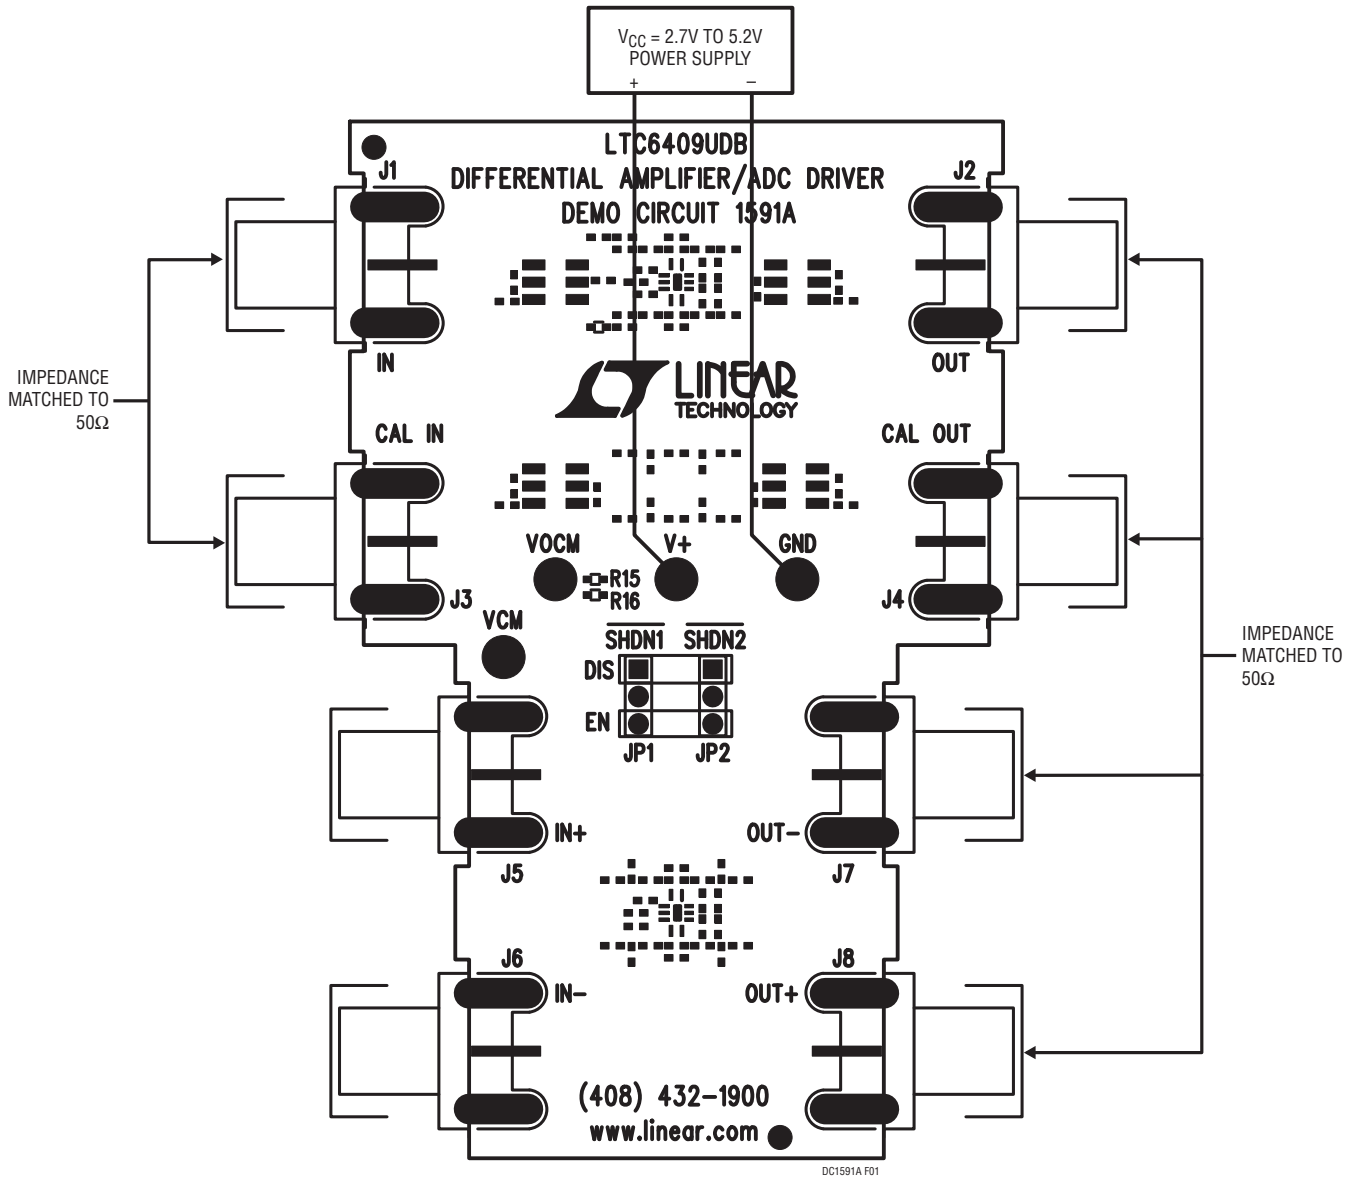 V_CC = 2.7V TO 5.2V
POWER SUPPLY
+ −
LTC6409UDB
DIFFERENTIAL AMPLIFIER/ADC DRIVER
DEMO CIRCUIT 1591A
J1
J2
IN
OUT
LINEAR
TECHNOLOGY
IMPEDANCE
MATCHED TO
50Ω
CAL IN
CAL OUT
VOCM
V+
GND
R15
R16
J3
J4
VCM
SHDN1
SHDN2
DIS
EN
JP1
JP2
IMPEDANCE
MATCHED TO
50Ω
IN+
OUT-
J5
J7
J6
J8
IN-
OUT+
(408) 432-1900
www.linear.com
DC1591A F01